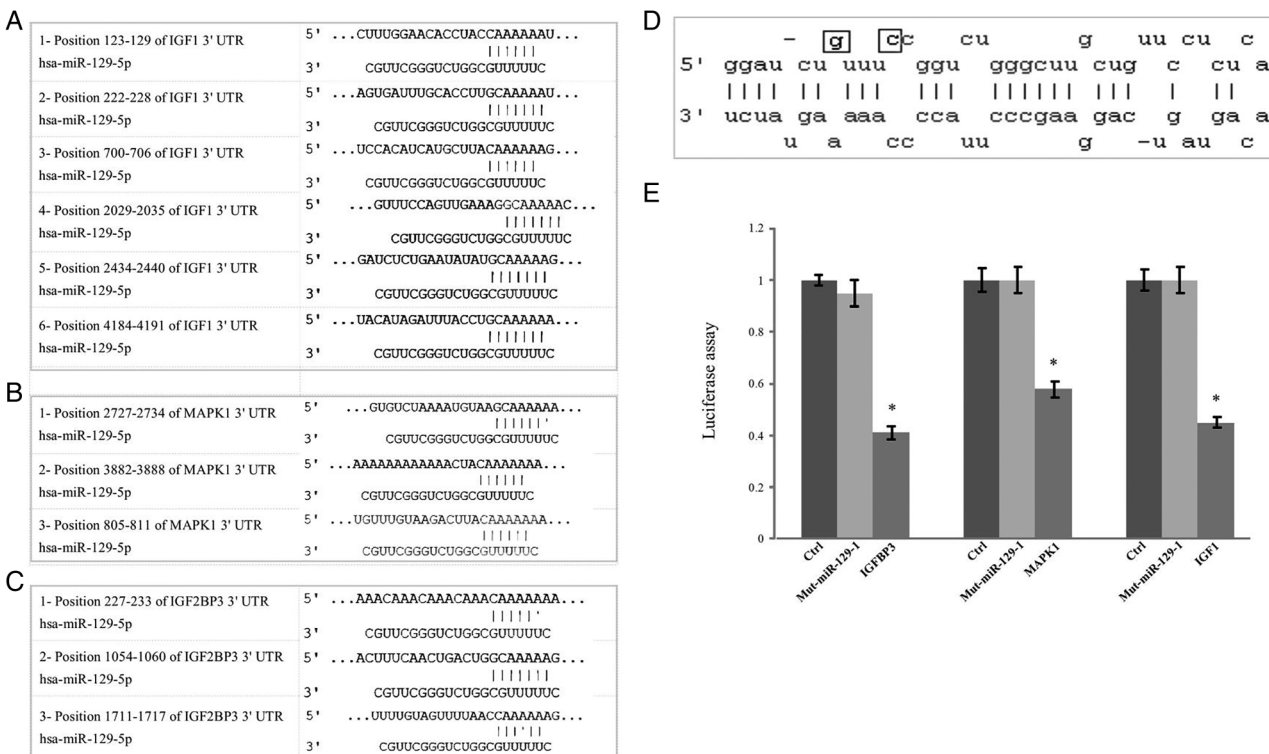 A
1- Position 123-129 of IGF1 3' UTR
5' ...CUUUGGAACACCUACCAAAAAAU...
hsa-miR-129-5p
3' CGUUCGGGUCUGGCGUUUUUC
2- Position 222-228 of IGF1 3' UTR
5' ...AGUGAUUUGCACCUUGCAAAAAU...
hsa-miR-129-5p
3' CGUUCGGGUCUGGCGUUUUUC
3- Position 700-706 of IGF1 3' UTR
5' ...UCCACAUCAUGCUUACAAAAAAG...
hsa-miR-129-5p
3' CGUUCGGGUCUGGCGUUUUUC
4- Position 2029-2035 of IGF1 3' UTR
5' ...GUUUCCAGUUGAAAGGCAAAAAC...
hsa-miR-129-5p
3' CGUUCGGGUCUGGCGUUUUUC
5- Position 2434-2440 of IGF1 3' UTR
5' ...GAUCUCUGAAUAUAUGCAAAAAG...
hsa-miR-129-5p
3' CGUUCGGGUCUGGCGUUUUUC
6- Position 4184-4191 of IGF1 3' UTR
5' ...UACAUAGAUUUACCUGCAAAAAA...
hsa-miR-129-5p
3' CGUUCGGGUCUGGCGUUUUUC
B
1- Position 2727-2734 of MAPK1 3' UTR
5' ...GUGUCUAAAAUGUAAGCAAAAAA...
hsa-miR-129-5p
3' CGUUCGGGUCUGGCGUUUUUC
2- Position 3882-3888 of MAPK1 3' UTR
5' ...AAAAAAAAAAAACUACAAAAAAA...
hsa-miR-129-5p
3' CGUUCGGGUCUGGCGUUUUUC
3- Position 805-811 of MAPK1 3' UTR
5' ...UGUUUGUAAGACUUACAAAAAAA...
hsa-miR-129-5p
3' CGUUCGGGUCUGGCGUUUUUC
C
1- Position 227-233 of IGF2BP3 3' UTR
5' ...AAACAAACAAACAAACAAAAAAA...
hsa-miR-129-5p
3' CGUUCGGGUCUGGCGUUUUUC
2- Position 1054-1060 of IGF2BP3 3' UTR
5' ...ACUUUCAACUGACUGGCAAAAAG...
hsa-miR-129-5p
3' CGUUCGGGUCUGGCGUUUUUC
3- Position 1711-1717 of IGF2BP3 3' UTR
5' ...UUUUGUAGUUUUAACCAAAAAAG...
hsa-miR-129-5p
3' CGUUCGGGUCUGGCGUUUUUC
D
- g cc cu g uu cu c
5' ggau cu uuu ggu gggcuu cug c cu a
3' ucua ga aaa cca cccgaa gac g ga a
u a cc uu g -u au c
E
Luciferase assay
1.2
1
0.8
0.6
0.4
0.2
0
* * *
Ctrl Mut-miR-129-1 IGFBP3 Ctrl Mut-miR-129-1 MAPK1 Ctrl Mut-miR-129-1 IGF1